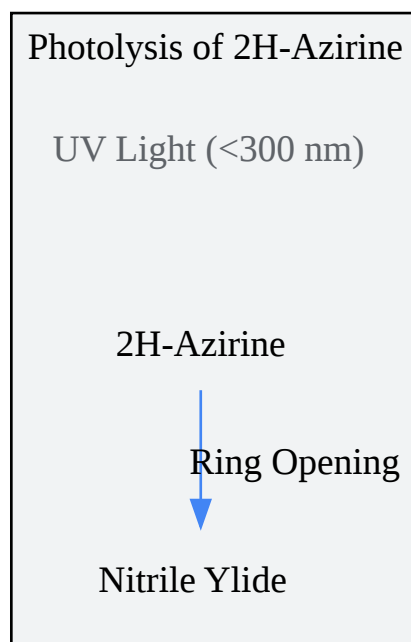 Photolysis of 2H-Azirine
UV Light (<300 nm)
2H-Azirine
Ring Opening
Nitrile Ylide